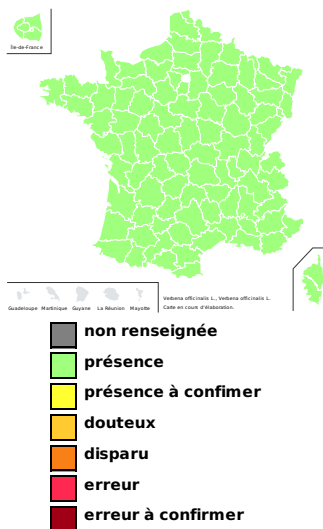 Île-de-France
Guadeloupe Martinique Guyane La Réunion Mayotte
Verbena officinalis L., Verbena officinalis L.
Carte en cours d'élaboration.
non renseignée
présence
présence à confimer
douteux
disparu
erreur
erreur à confirmer